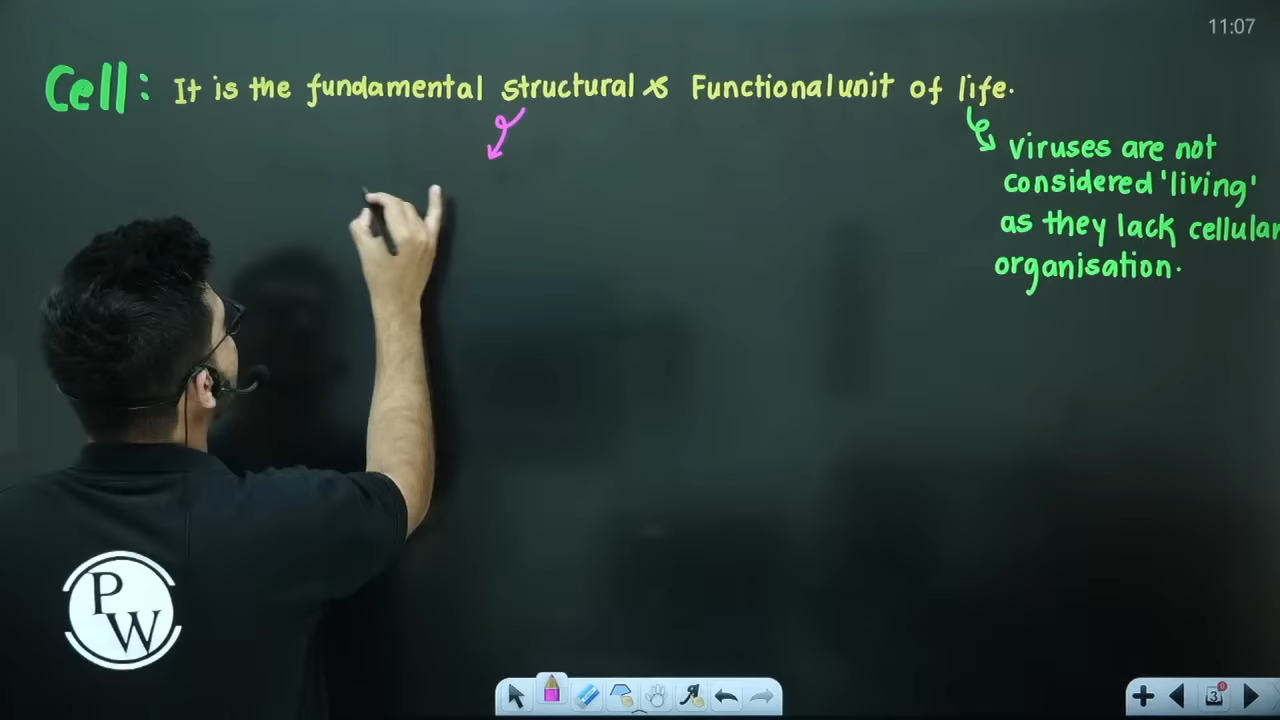 11:07
Cell: It is the fundamental structural & Functional unit of life.
Viruses are not
considered 'living'
as they lack cellular
organisation.
PW
3